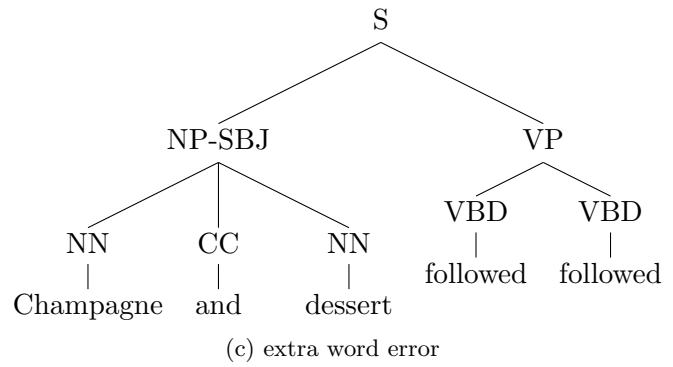 S
NP-SBJ VP
VBD VBD
NN CC NN
followed followed
Champagne and dessert
(c) extra word error